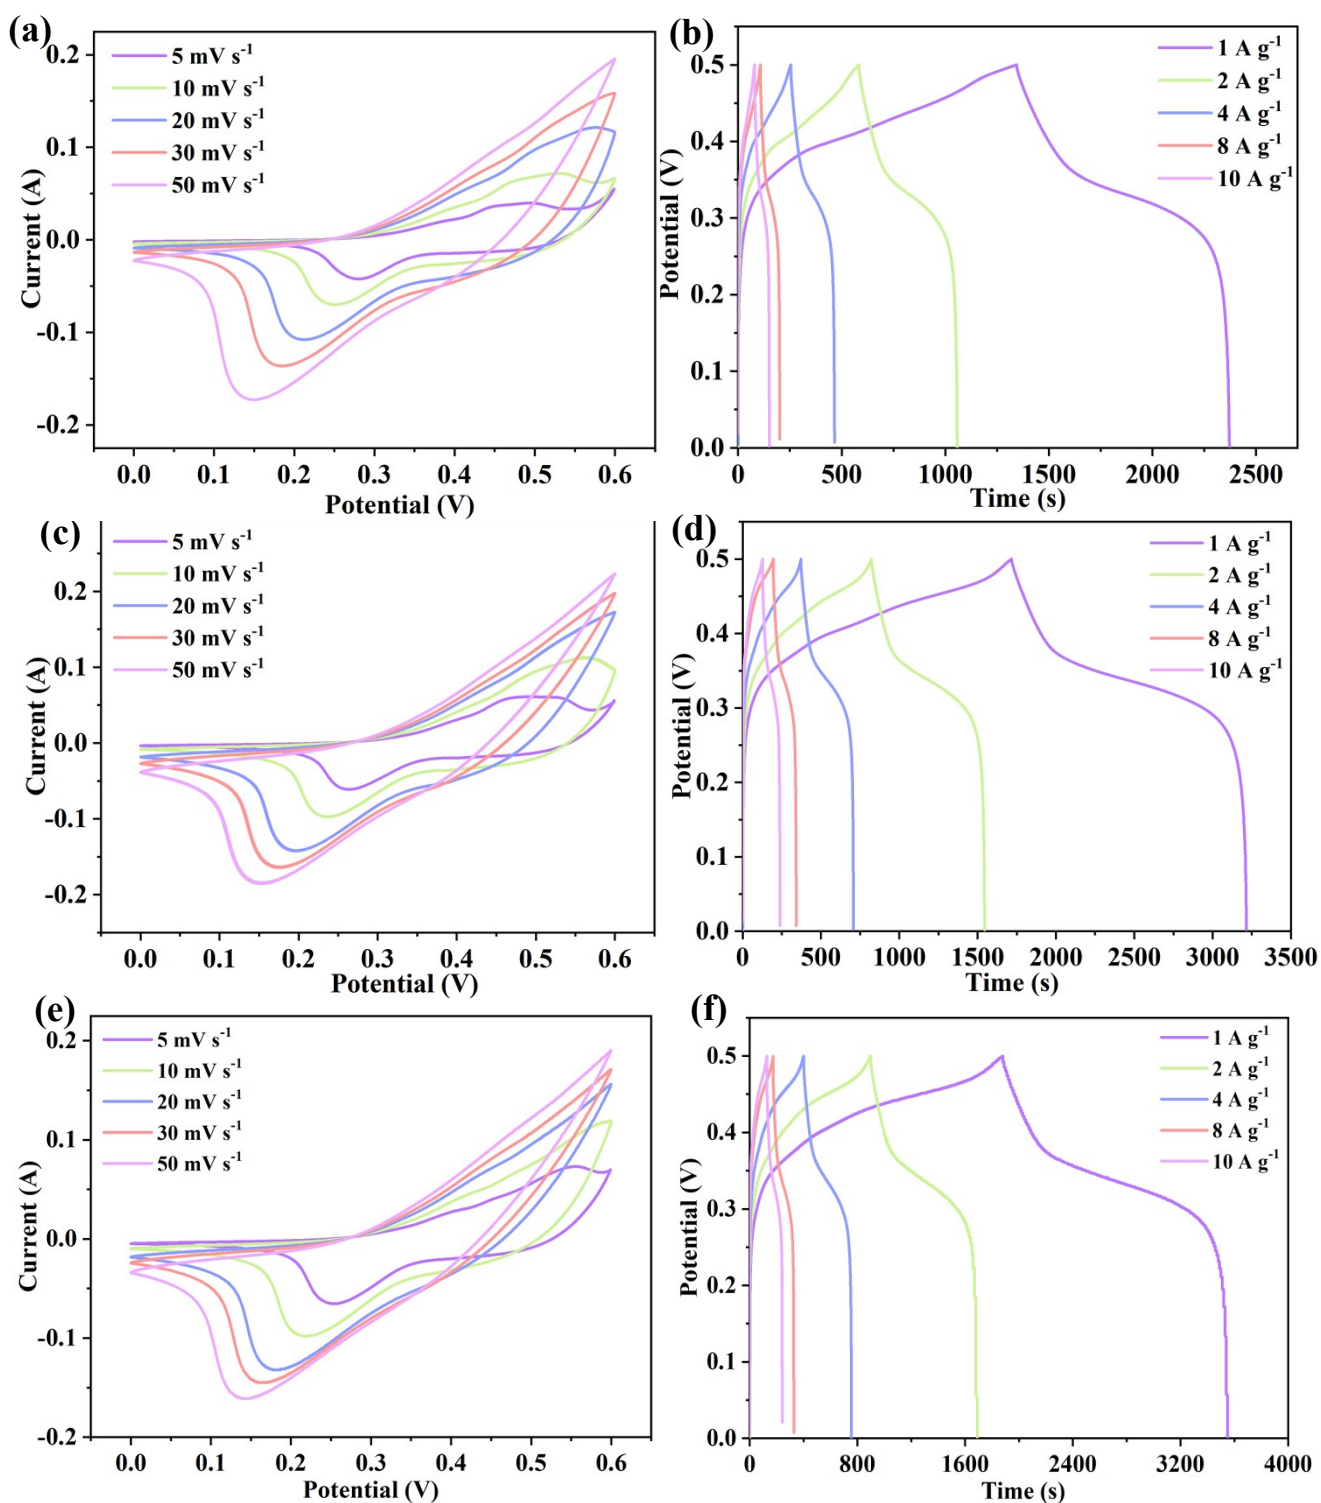 (a)
5 mV s-1
10 mV s-1
20 mV s-1
30 mV s-1
50 mV s-1
0.2
0.1
0.0
-0.1
-0.2
Current (A)
0.0 0.1 0.2 0.3 0.4 0.5 0.6
Potential (V)
(b)
1 A g-1
2 A g-1
4 A g-1
8 A g-1
10 A g-1
0.5
0.4
0.3
0.2
0.1
0.0
Potential (V)
0 500 1000 1500 2000 2500
Time (s)
(c)
5 mV s-1
10 mV s-1
20 mV s-1
30 mV s-1
50 mV s-1
0.2
0.1
0.0
-0.1
-0.2
Current (A)
0.0 0.1 0.2 0.3 0.4 0.5 0.6
Potential (V)
(d)
1 A g-1
2 A g-1
4 A g-1
8 A g-1
10 A g-1
0.5
0.4
0.3
0.2
0.1
0.0
Potential (V)
0 500 1000 1500 2000 2500 3000 3500
Time (s)
(e)
5 mV s-1
10 mV s-1
20 mV s-1
30 mV s-1
50 mV s-1
0.2
0.1
0.0
-0.1
-0.2
Current (A)
0.0 0.1 0.2 0.3 0.4 0.5 0.6
Potential (V)
(f)
1 A g-1
2 A g-1
4 A g-1
8 A g-1
10 A g-1
0.5
0.4
0.3
0.2
0.1
0.0
Potential (V)
0 800 1600 2400 3200 4000
Time (s)